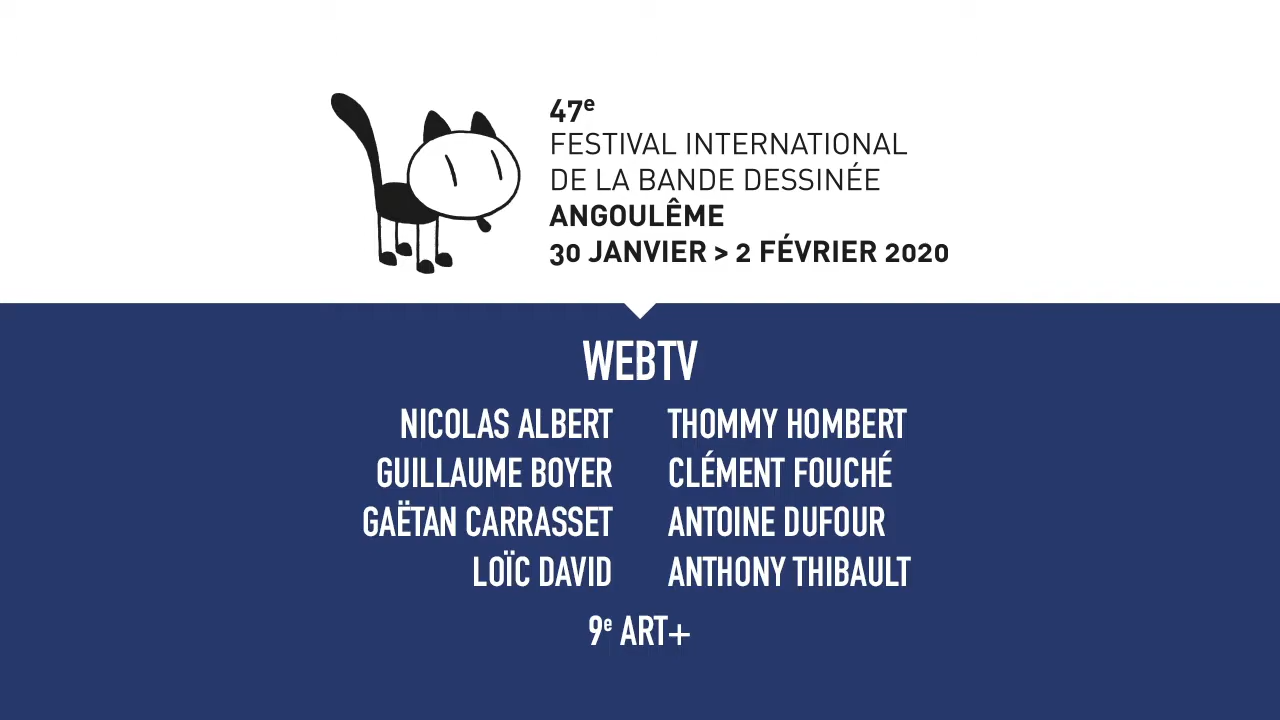 47e
FESTIVAL INTERNATIONAL
DE LA BANDE DESSINÉE
ANGOULÊME
30 JANVIER > 2 FÉVRIER 2020
WEBTV
NICOLAS ALBERT THOMMY HOMBERT
GUILLAUME BOYER CLÉMENT FOUCHÉ
GAËTAN CARRASSET ANTOINE DUFOUR
LOÏC DAVID ANTHONY THIBAULT
9e ART+